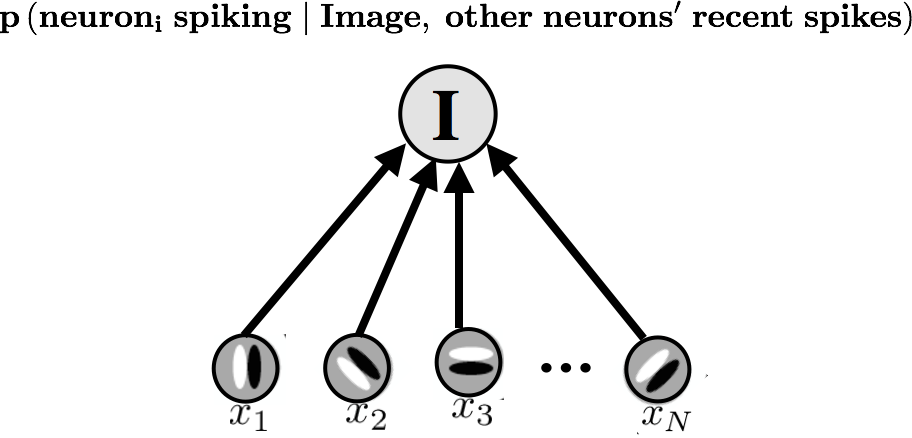 p (neuronᵢ spiking | Image, other neurons′ recent spikes)
I
...
x₁ x₂ x₃ x_N